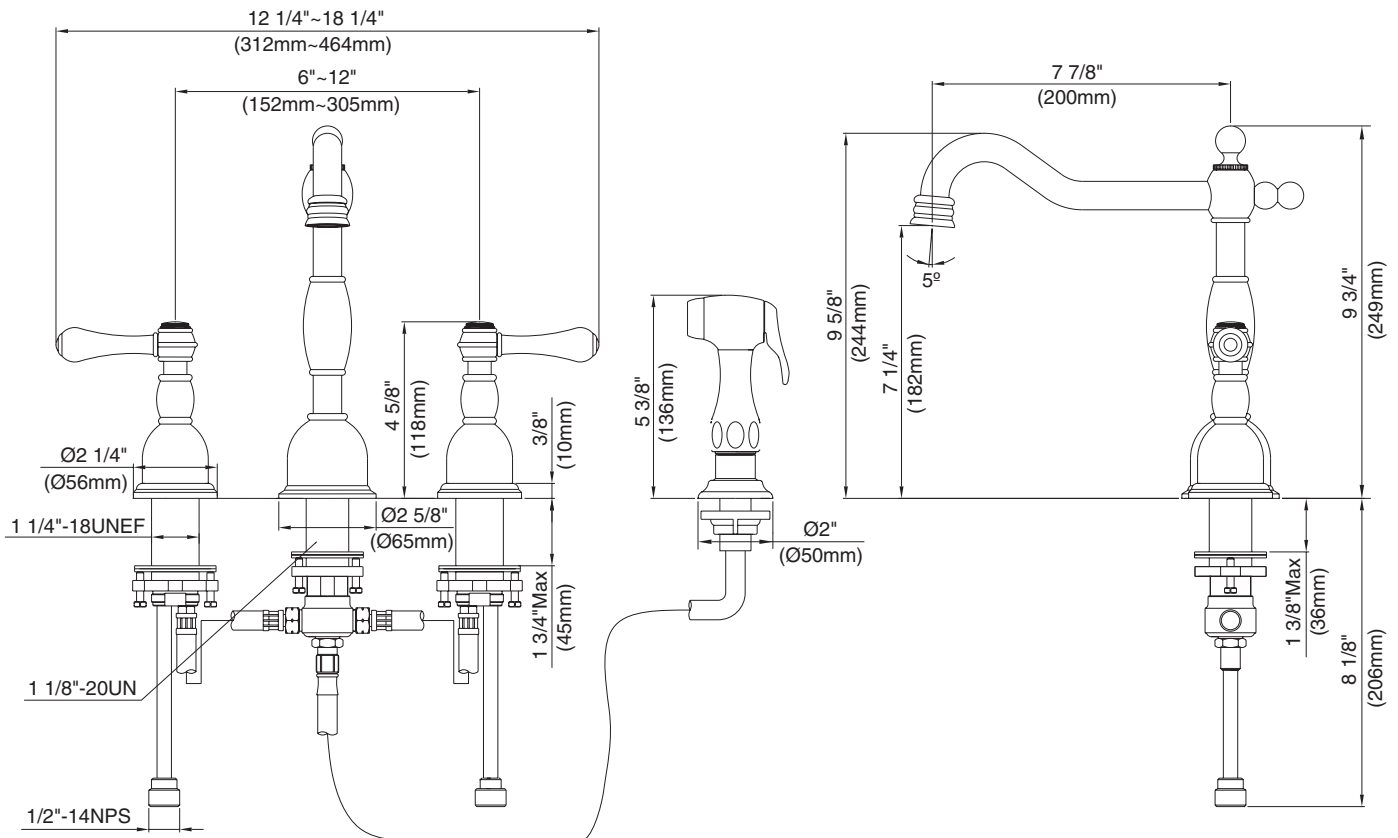 12 1/4"~18 1/4"
(312mm~464mm)
6"~12"
(152mm~305mm)
7 7/8"
(200mm)
5º
9 5/8"
(244mm)
7 1/4"
(182mm)
9 3/4"
(249mm)
4 5/8"
(118mm)
3/8"
(10mm)
5 3/8"
(136mm)
Ø2 1/4"
(Ø56mm)
1 1/4"-18UNEF
Ø2 5/8"
(Ø65mm)
Ø2"
(Ø50mm)
1 3/4"Max
(45mm)
1 3/8"Max
(36mm)
8 1/8"
(206mm)
1 1/8"-20UN
1/2"-14NPS